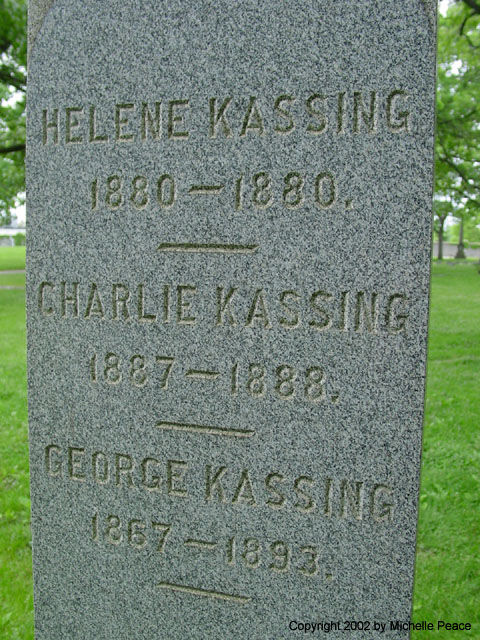 HELENE KASSING
1880—1880.
CHARLIE KASSING
1887—1888.
GEORGE KASSING
1867—1893.
Copyright 2002 by Michelle Peace